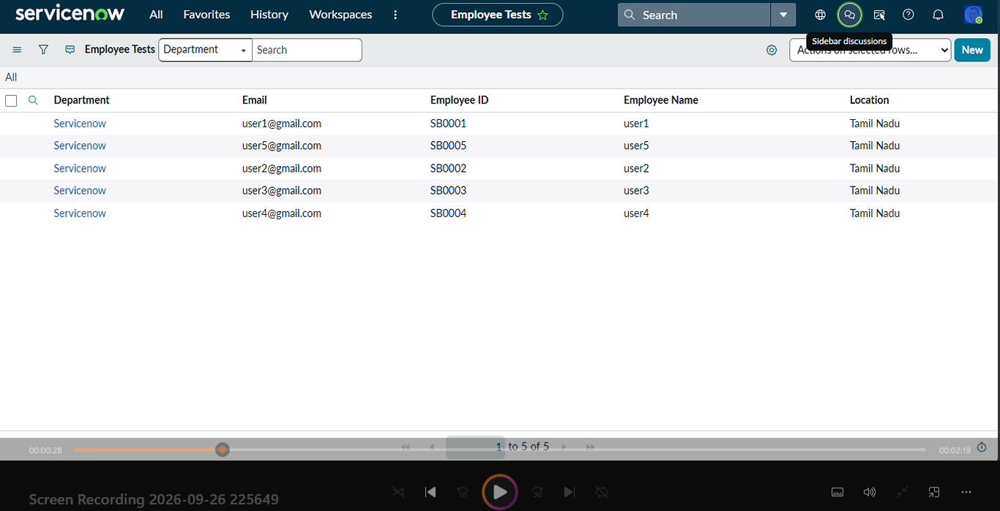 servicenow All Favorites History Workspaces Employee Tests Search
Sidebar discussions
Employee Tests Department Search Actions on selected rows... New
All
Department Email Employee ID Employee Name Location
Servicenow user1@gmail.com SB0001 user1 Tamil Nadu
Servicenow user5@gmail.com SB0005 user5 Tamil Nadu
Servicenow user2@gmail.com SB0002 user2 Tamil Nadu
Servicenow user3@gmail.com SB0003 user3 Tamil Nadu
Servicenow user4@gmail.com SB0004 user4 Tamil Nadu
00:00:28 1 to 5 of 5 00:02:19
10 30
Screen Recording 2026-09-26 225649